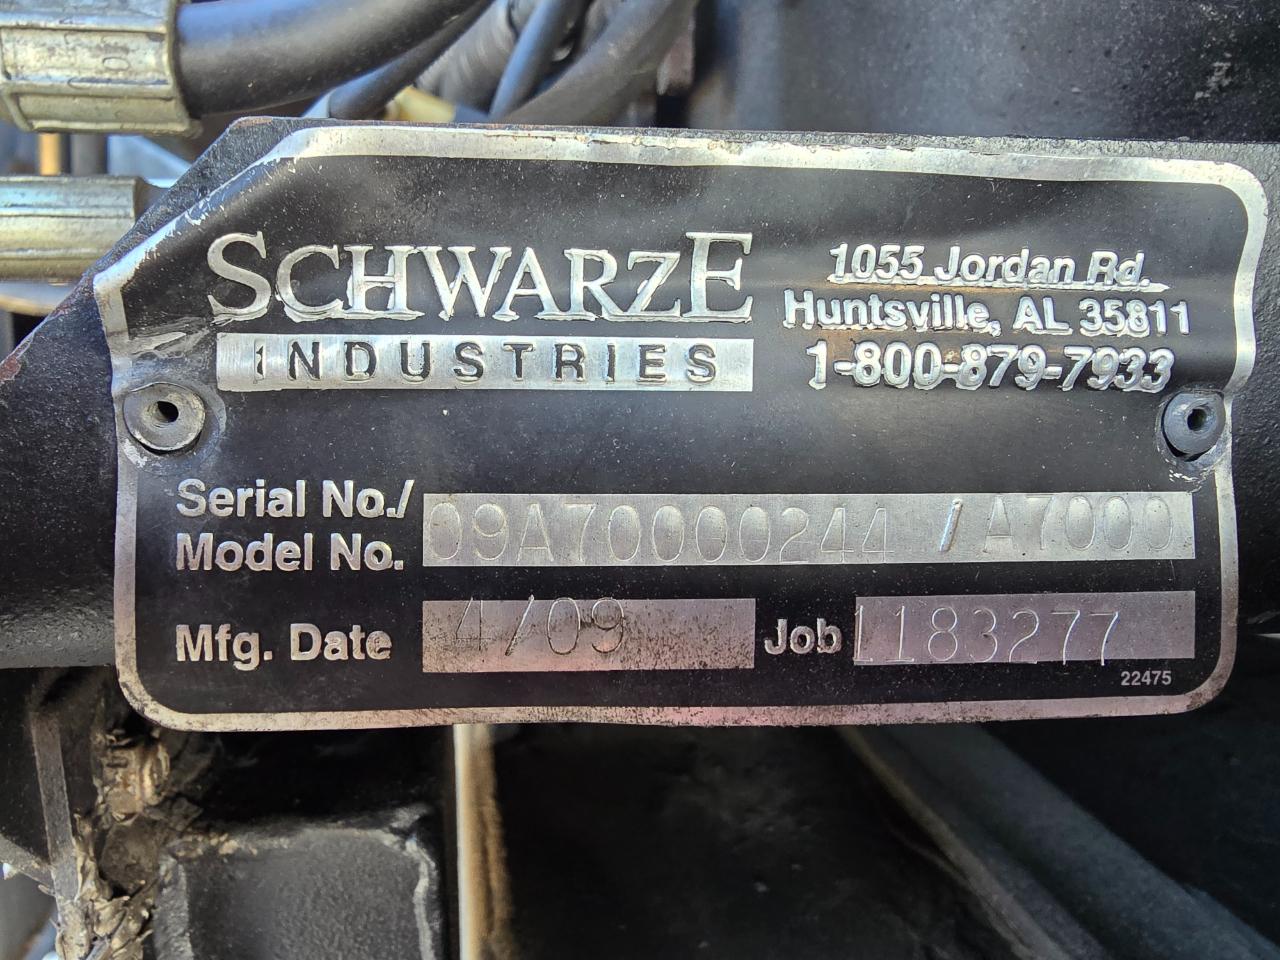 SCHWARZE
INDUSTRIES
1055 Jordan Rd.
Huntsville, AL 35811
1-800-879-7933
Serial No./
Model No.
09A70000244 / A7000
Mfg. Date 4/09 Job 1183277
22475